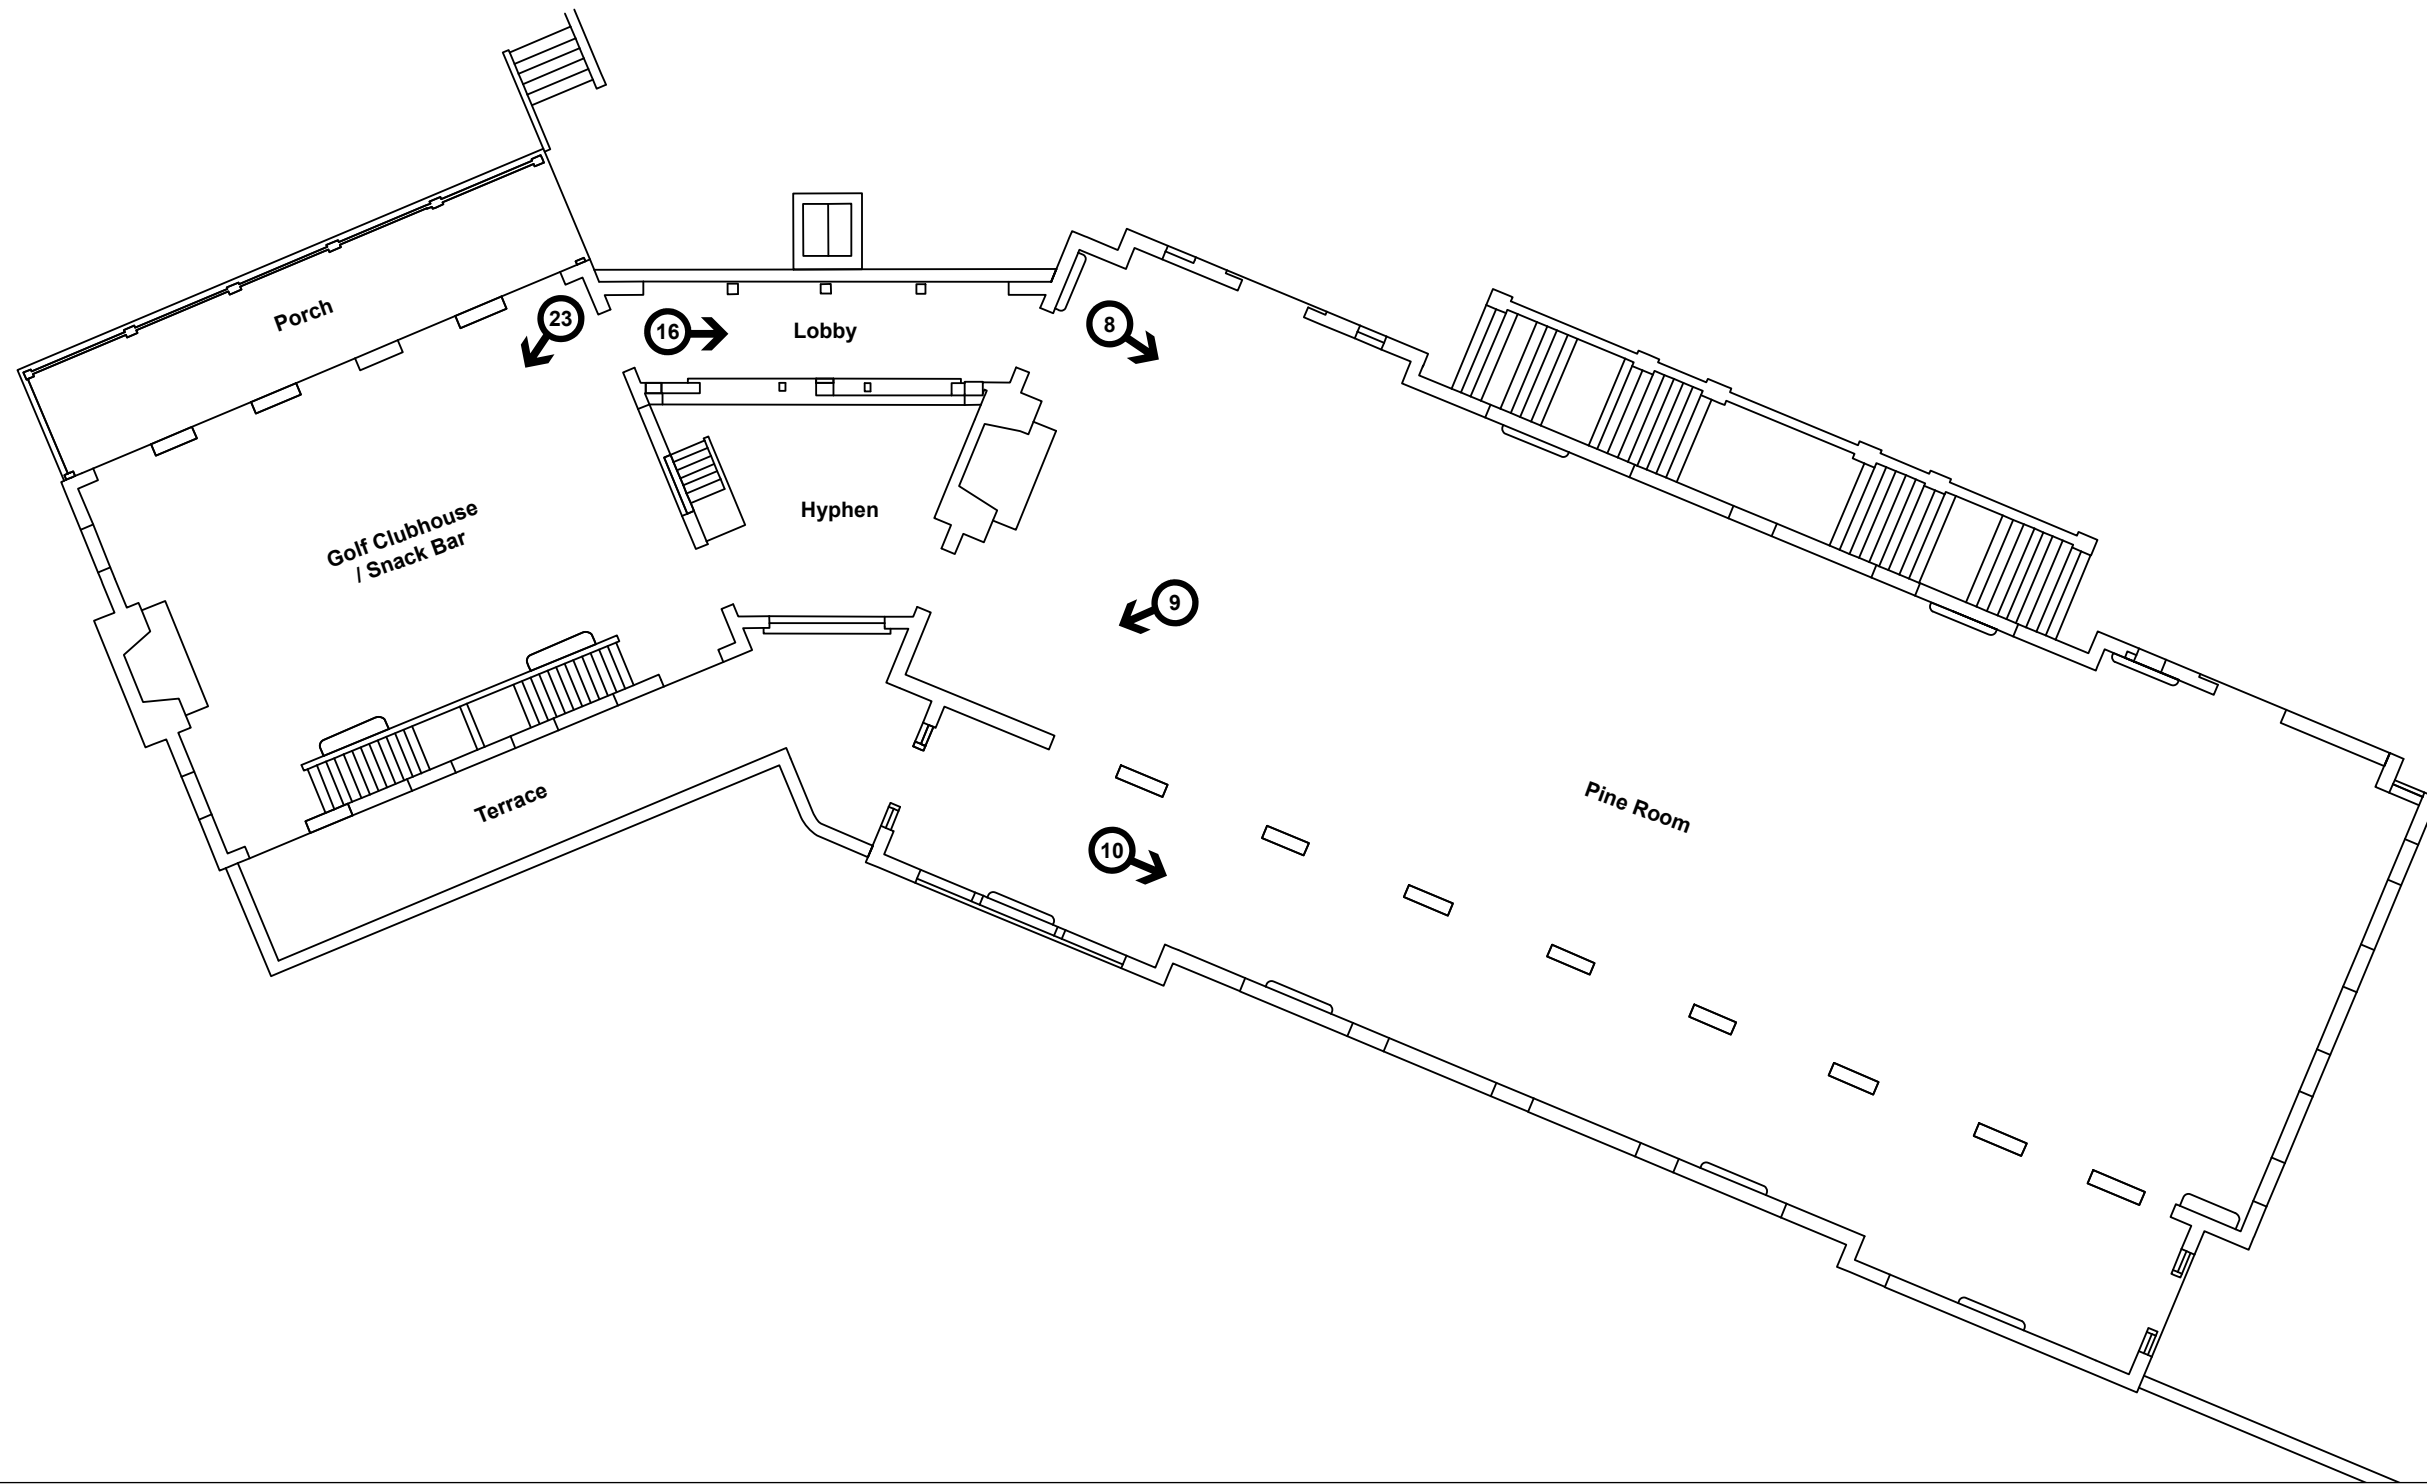 Porch
23
16
Lobby
8
Golf Clubhouse
/ Snack Bar
Hyphen
9
Terrace
Pine Room
10